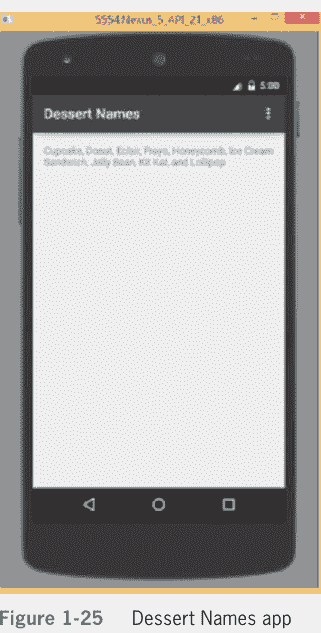 5554:Nexus_5_API_21_x86
5:00
Dessert Names
Cupcake, Donut, Eclair, Froyo, Honeycomb, Ice Cream
Sandwich, Jelly Bean, Kit Kat, and Lollipop
Figure 1-25 Dessert Names app